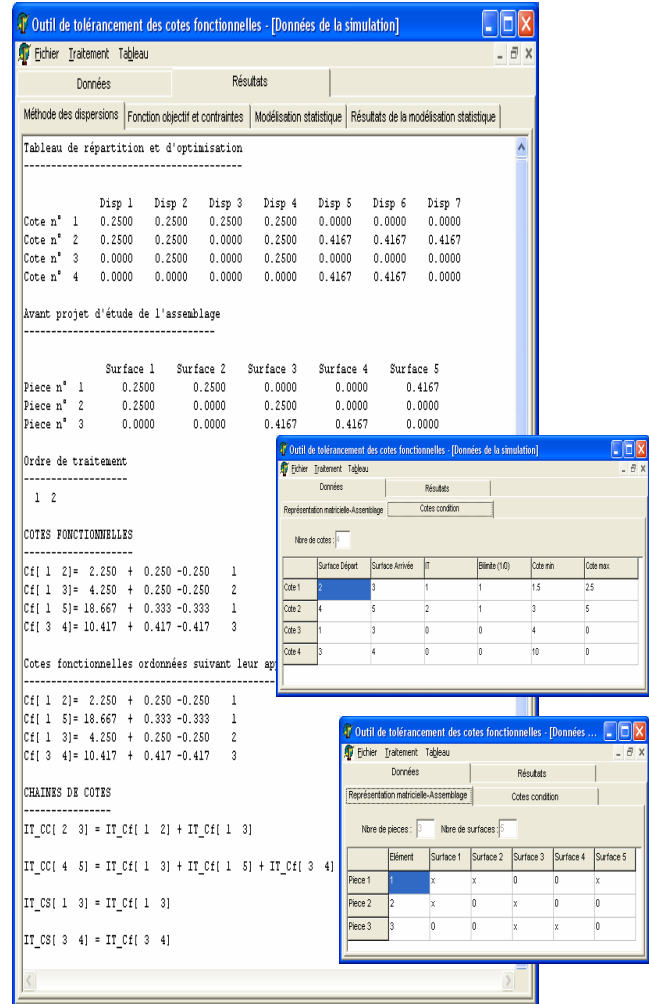 Outil de tolérancement des cotes fonctionnelles - [Données de la simulation]
Fichier Traitement Tableau
Données Résultats
Méthode des dispersions Fonction objectif et contraintes Modélisation statistique Résultats de la modélisation statistique
Tableau de répartition et d'optimisation
----------------------------------------
Disp 1 Disp 2 Disp 3 Disp 4 Disp 5 Disp 6 Disp 7
Cote n° 1 0.2500 0.2500 0.2500 0.2500 0.0000 0.0000 0.0000
Cote n° 2 0.2500 0.2500 0.0000 0.2500 0.4167 0.4167 0.4167
Cote n° 3 0.0000 0.2500 0.0000 0.2500 0.0000 0.0000 0.0000
Cote n° 4 0.0000 0.0000 0.0000 0.0000 0.4167 0.4167 0.0000
Avant projet d'étude de l'assemblage
-----------------------------------
Surface 1 Surface 2 Surface 3 Surface 4 Surface 5
Piece n° 1 0.2500 0.2500 0.0000 0.0000 0.4167
Piece n° 2 0.2500 0.0000 0.2500 0.0000 0.0000
Piece n° 3 0.0000 0.0000 0.4167 0.4167 0.0000
Ordre de traitement
-------------------
1 2
COTES FONCTIONNELLES
--------------------
Cf[ 1 2]= 2.250 + 0.250 -0.250 1
Cf[ 1 3]= 4.250 + 0.250 -0.250 2
Cf[ 1 5]= 18.667 + 0.333 -0.333 1
Cf[ 3 4]= 10.417 + 0.417 -0.417 3
Cotes fonctionnelles ordonnées suivant leur
-----------------------------------------------
Cf[ 1 2]= 2.250 + 0.250 -0.250 1
Cf[ 1 5]= 18.667 + 0.333 -0.333 1
Cf[ 1 3]= 4.250 + 0.250 -0.250 2
Cf[ 3 4]= 10.417 + 0.417 -0.417 3
CHAINES DE COTES
----------------
IT_CC[ 2 3] = IT_Cf[ 1 2] + IT_Cf[ 1 3]
IT_CC[ 4 5] = IT_Cf[ 1 3] + IT_Cf[ 1 5] + IT_Cf[ 3 4]
IT_CS[ 1 3] = IT_Cf[ 1 3]
IT_CS[ 3 4] = IT_Cf[ 3 4]
Outil de tolérancement des cotes fonctionnelles - [Données de la simulation]
Fichier Traitement Tableau
Données Résultats
Représentation matricielle-Assemblage Cotes condition
Nbre de cotes : 4
Surface Départ Surface Arrivée IT Bilimite (1/0) Cote min Cote max
Cote 1 2 3 1 1 1.5 2.5
Cote 2 4 5 2 1 3 5
Cote 3 1 3 0 0 4 0
Cote 4 3 4 0 0 10 0
Outil de tolérancement des cotes fonctionnelles - [Données ...
Fichier Traitement Tableau
Données Résultats
Représentation matricielle-Assemblage Cotes condition
Nbre de pieces : 3 Nbre de surfaces : 5
Elément Surface 1 Surface 2 Surface 3 Surface 4 Surface 5
Piece 1 1 x x 0 0 x
Piece 2 2 x 0 x 0 0
Piece 3 3 0 0 x x 0